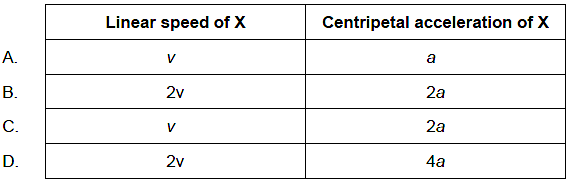 Linear speed of X Centripetal acceleration of X
A. v a
B. 2v 2a
C. v 2a
D. 2v 4a